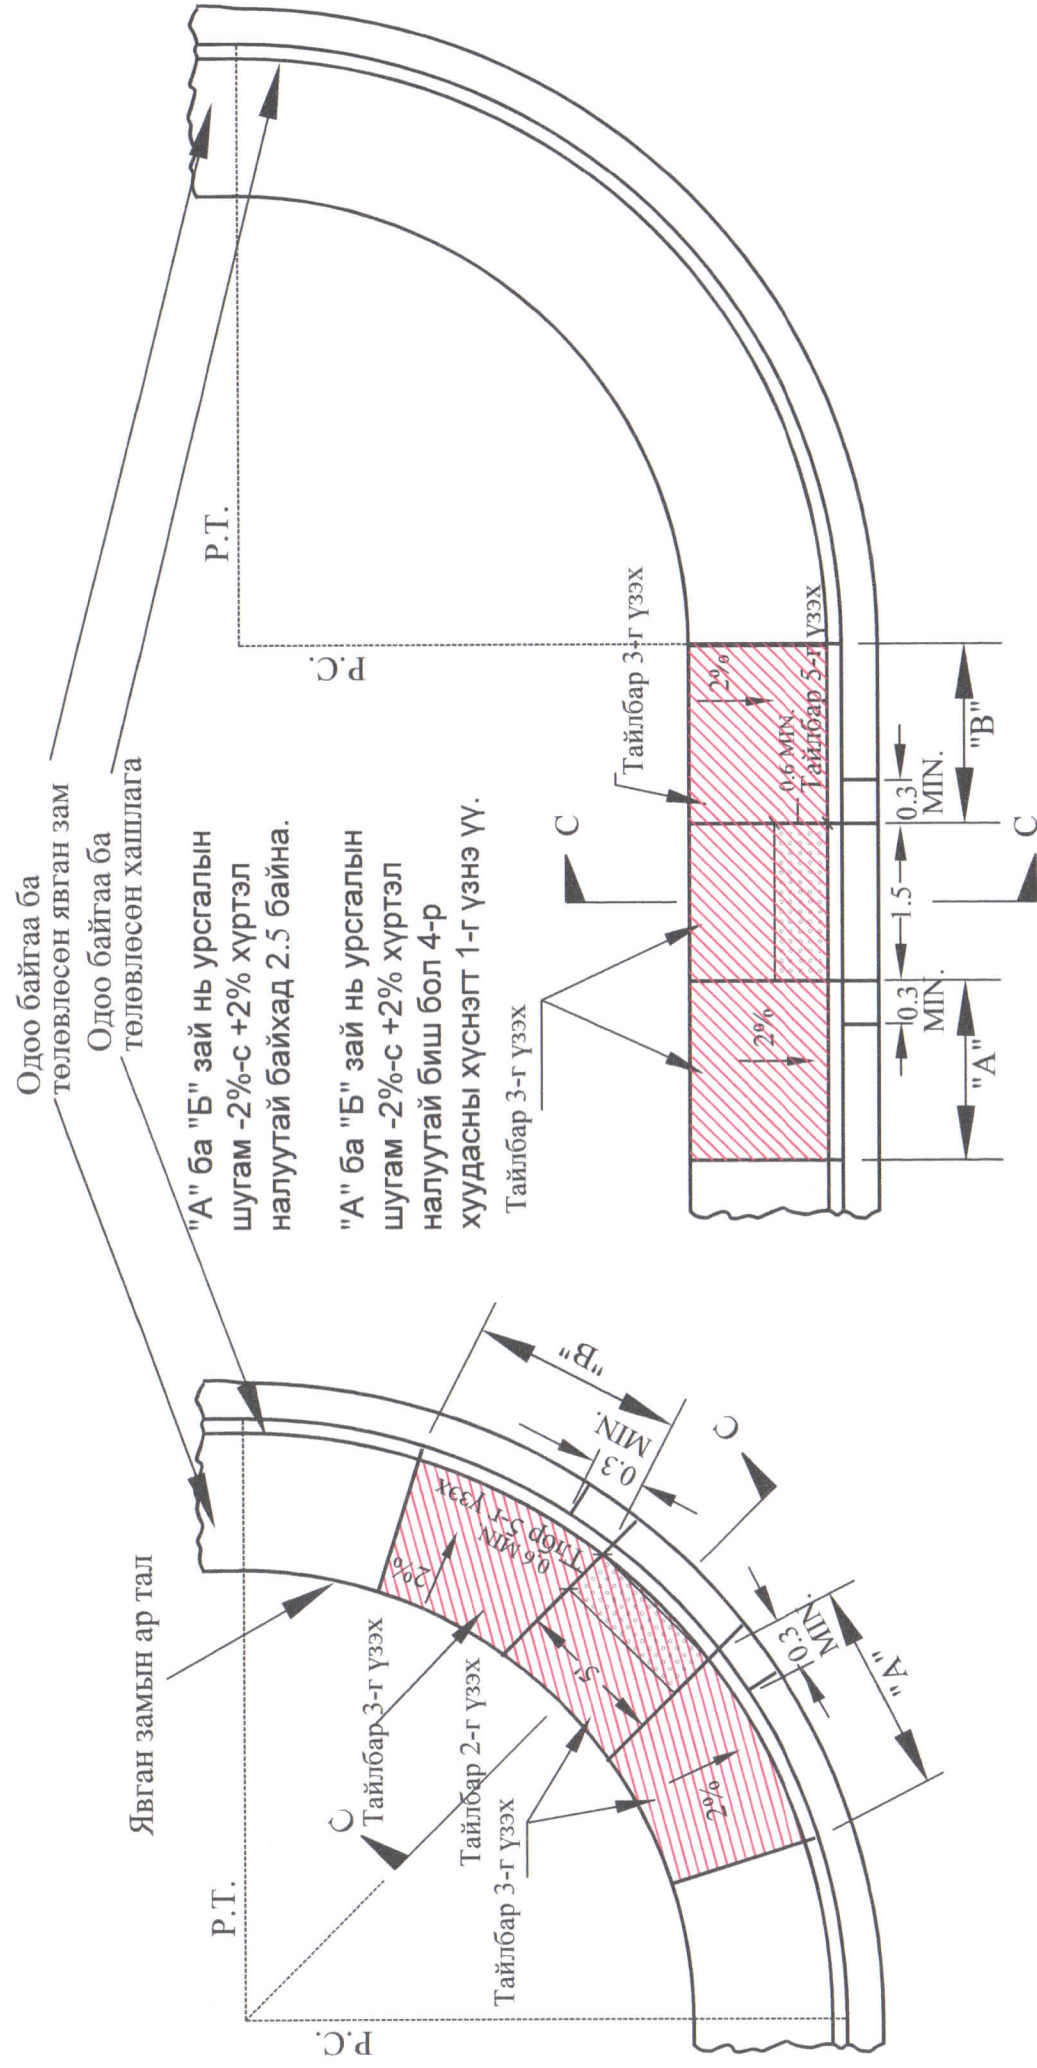 Одоо байгаа ба
төлөвлөсөн явган зам
Одоо байгаа ба
төлөвлөсөн хашлага
Явган замын ар тал
"А" ба "Б" зай нь урсгалын
шугам -2%-с +2% хүртэл
налуутай байхад 2.5 байна.
"А" ба "Б" зай нь урсгалын
шугам -2%-с +2% хүртэл
налуутай биш бол 4-р
хуудасны хүснэгт 1-г үзнэ үү.
P.T.
P.C.
Тайлбар 3-г үзэх
Тайлбар 2-г үзэх
Тайлбар 3-г үзэх
C
C
2%
0.6 MIN.
Тлбр 5-г үзэх
5'
2%
"B"
0.3
MIN.
0.3
MIN.
"A"
P.T.
P.C.
Тайлбар 3-г үзэх
Тайлбар 3-г үзэх
C
C
2%
2%
0.6 MIN.
Тайлбар 5-г үзэх
0.3
MIN.
1.5
0.3
MIN.
"A"
"B"